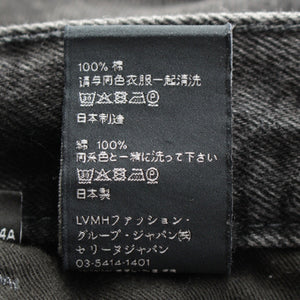 100% 棉
请与同色衣服一起清洗
日本制造
綿 100%
同系色と一緒に洗って下さい
日本製
LVMHファッション・
グループ・ジャパン㈱
セリーヌジャパン
03-5414-1401
4A